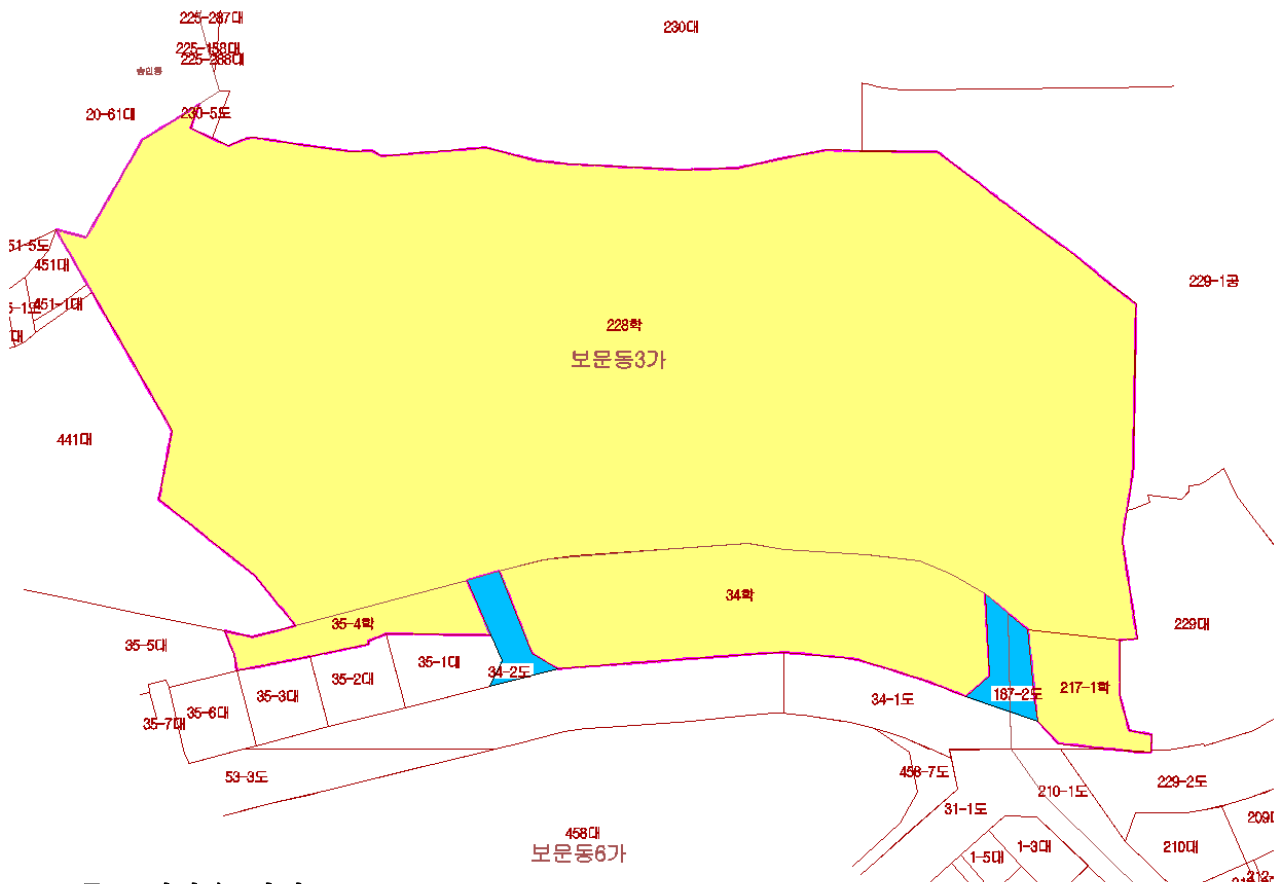 225-287대
230대
225-158대
225-288대
숭인동
20-61대
230-5도
51-5도
451대
229-1공
451-1대
대
228학
보문동3가
441대
34학
35-4학
229대
35-5대
35-1대
34-2도
35-2대
217-1학
35-3대
187-2도
34-1도
35-6대
35-7대
458-7도
53-3도
229-2도
210-1도
31-1도
209
458대
1-3대
210대
보문동6가
1-5대